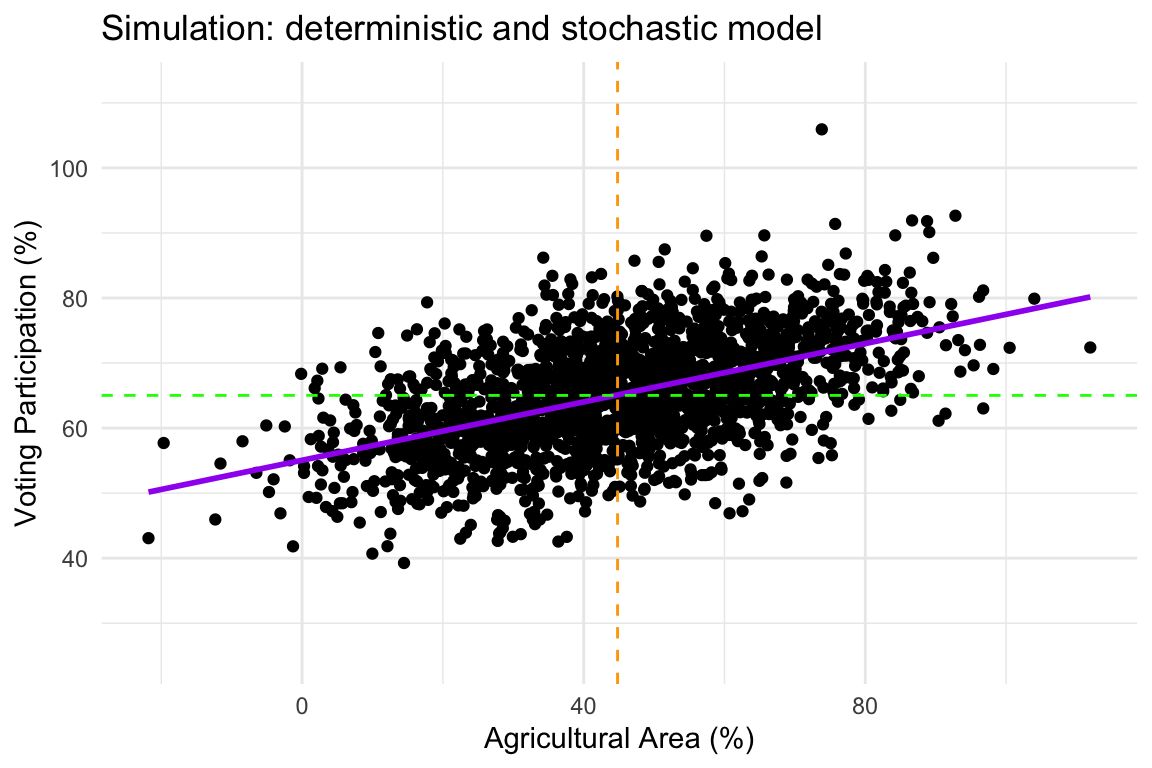 Simulation: deterministic and stochastic model
100
80
60
40
Voting Participation (%)
0 40 80
Agricultural Area (%)